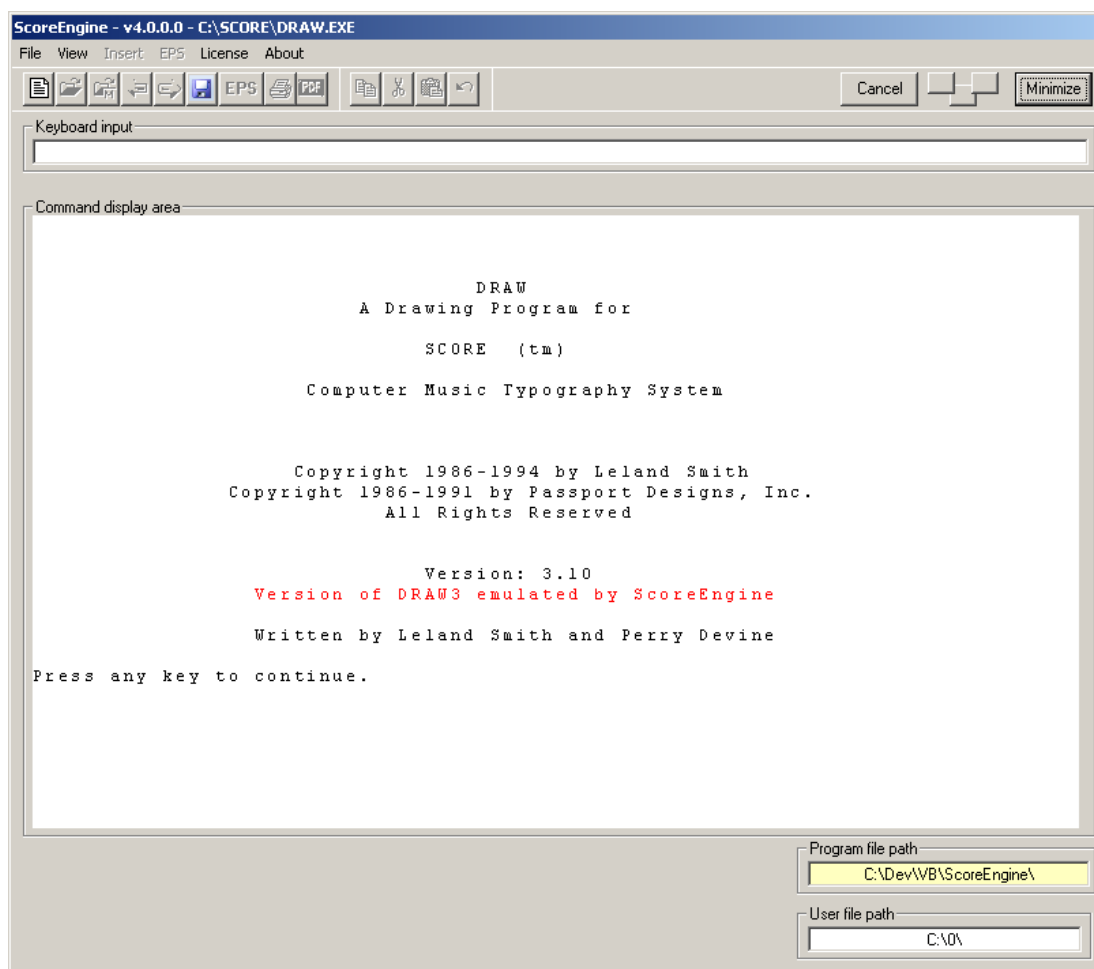 ScoreEngine - v4.0.0.0 - C:\SCORE\DRAW.EXE
File View Insert EPS License About
EPS PDF Cancel Minimize
Keyboard input
Command display area
DRAW
A Drawing Program for
SCORE (tm)
Computer Music Typography System
Copyright 1986-1994 by Leland Smith
Copyright 1986-1991 by Passport Designs, Inc.
All Rights Reserved
Version: 3.10
Version of DRAW3 emulated by ScoreEngine
Written by Leland Smith and Perry Devine
Press any key to continue.
Program file path
C:\Dev\VB\ScoreEngine\
User file path
C:\0\